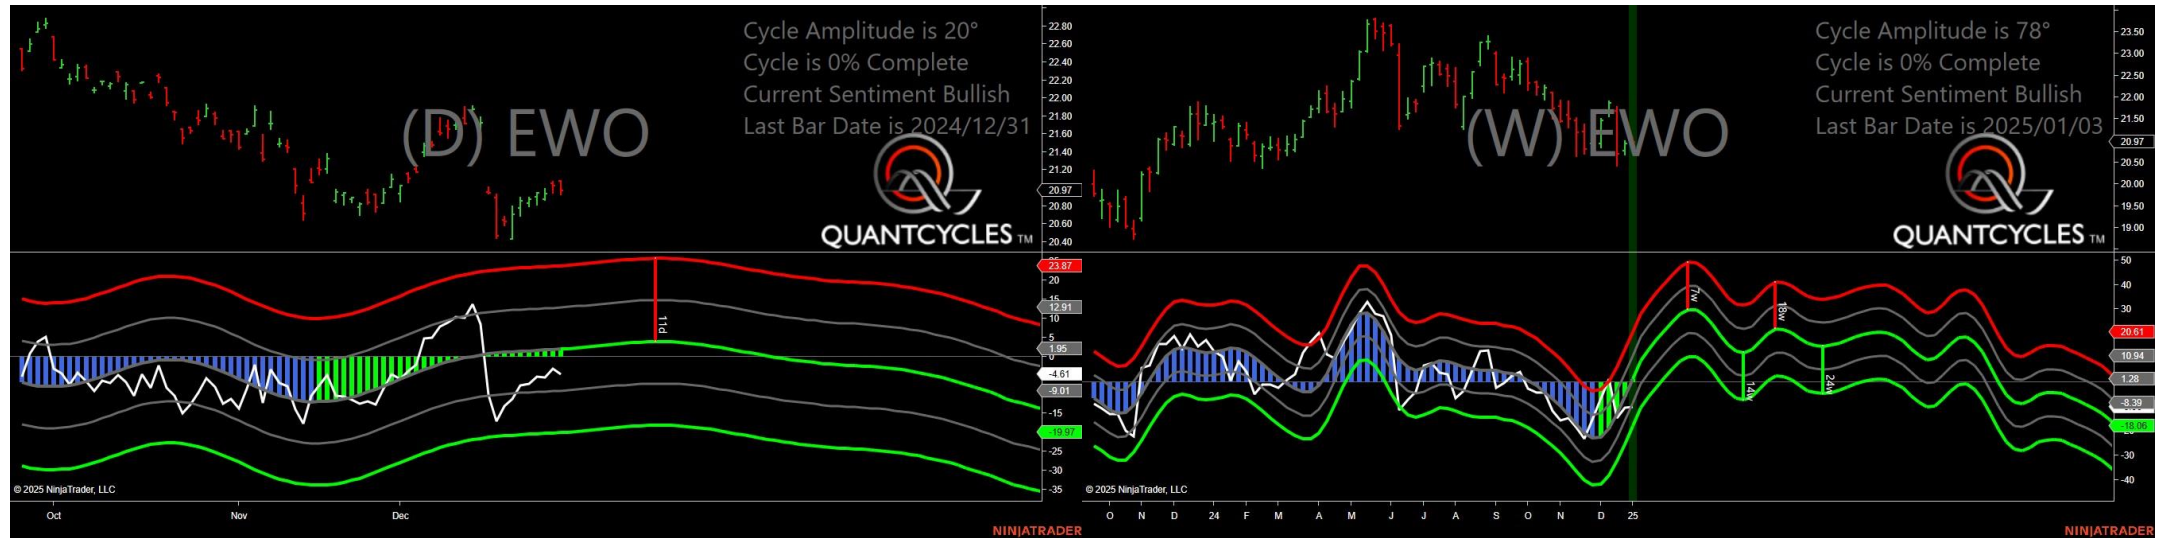 Cycle Amplitude is 20°
Cycle is 0% Complete
Current Sentiment Bullish
Last Bar Date is 2024/12/31
(D) EWO
QUANTCYCLES TM
22.80
22.60
22.40
22.20
22.00
21.80
21.60
21.40
21.20
20.97
20.80
20.60
20.40
23.87
20
12.91
10
5
1.95
0
-4.61
-9.01
-15
-19.97
-25
-30
-35
11d
© 2025 NinjaTrader, LLC
Oct Nov Dec
NINJATRADER
Cycle Amplitude is 78°
Cycle is 0% Complete
Current Sentiment Bullish
Last Bar Date is 2025/01/03
(W) EWO
QUANTCYCLES TM
23.50
23.00
22.50
22.00
21.50
20.97
20.50
20.00
19.50
19.00
50
40
30
20.61
10.94
1.28
-8.39
-18.06
-30
-40
7w
18w
14w
24w
© 2025 NinjaTrader, LLC
O N D 24 F M A M J J A S O N D 25
NINJATRADER